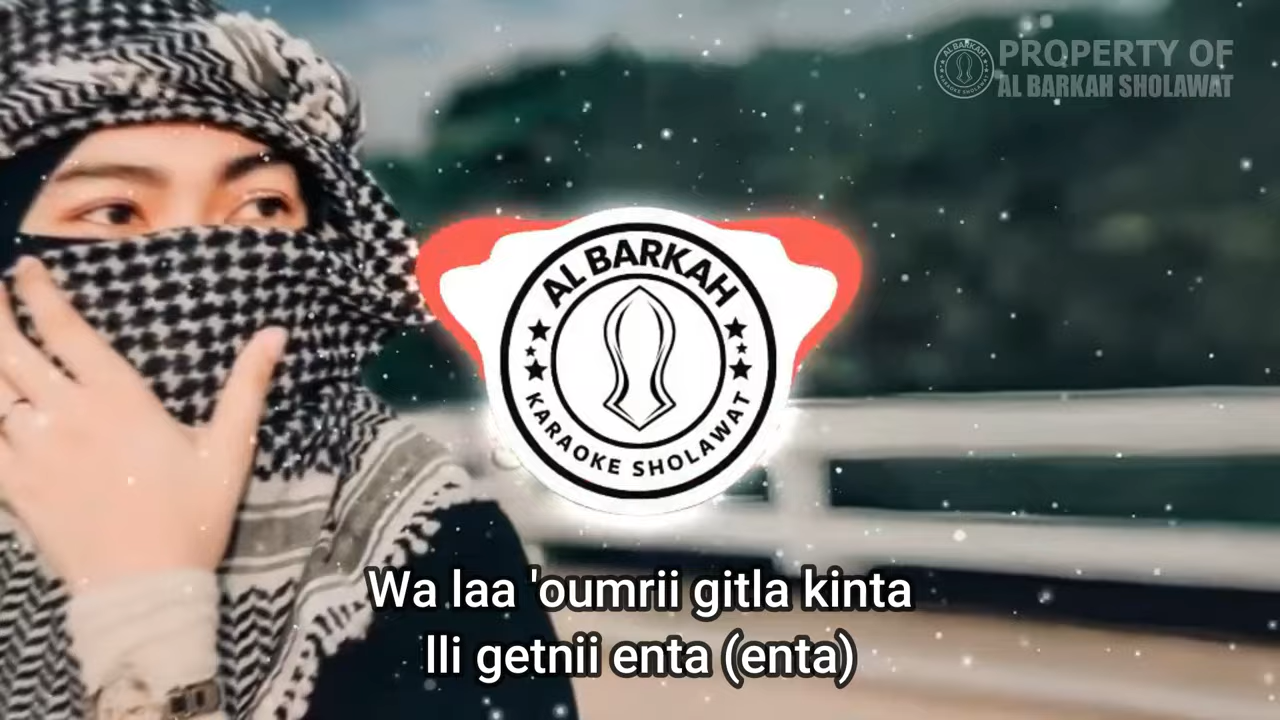 PROPERTY OF
AL BARKAH SHOLAWAT
AL BARKAH
KARAOKE SHOLAWAT
Wa laa 'oumrii gitla kinta
lli getnii enta (enta)